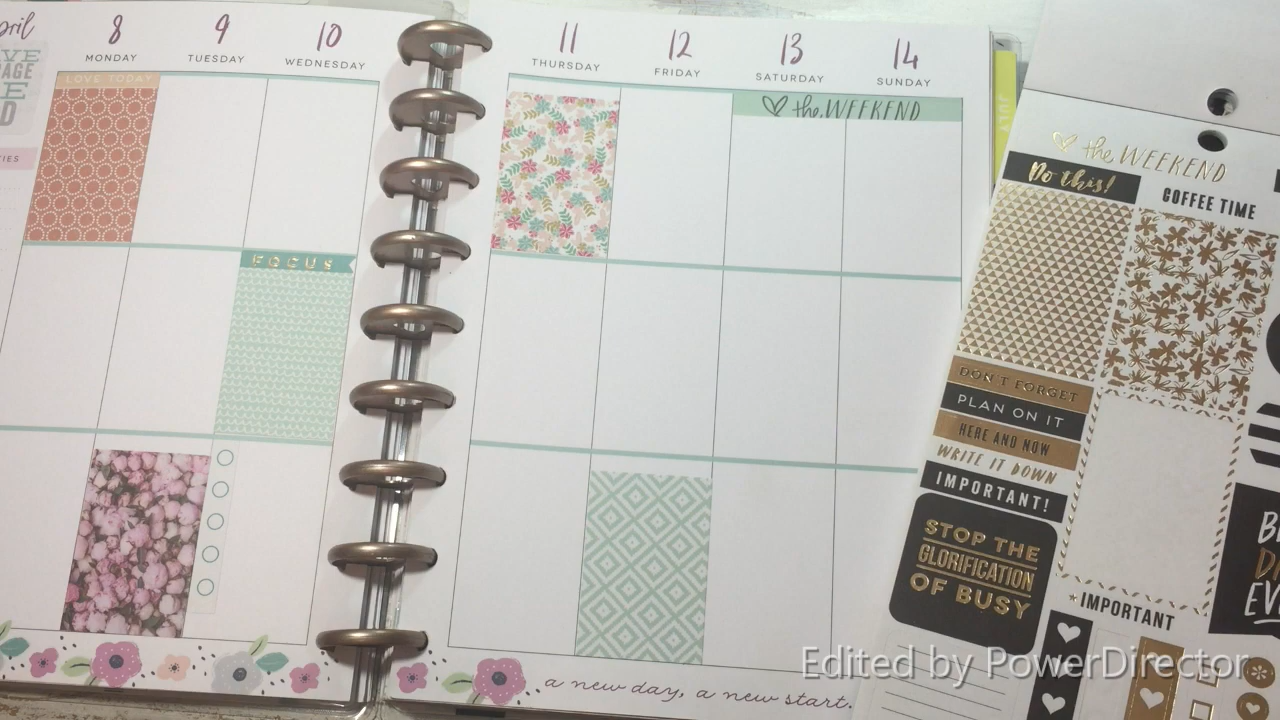 pril
8
MONDAY
9
TUESDAY
10
WEDNESDAY
11
THURSDAY
12
FRIDAY
13
SATURDAY
14
SUNDAY
LOVE TODAY
FOCUS
the WEEKEND
a new day, a new start.
JULY
the WEEKEND
Do this!
COFFEE TIME
DON'T FORGET
PLAN ON IT
HERE AND NOW
WRITE IT DOWN
IMPORTANT!
STOP THE
GLORIFICATION
OF BUSY
IMPORTANT
Edited by PowerDirector